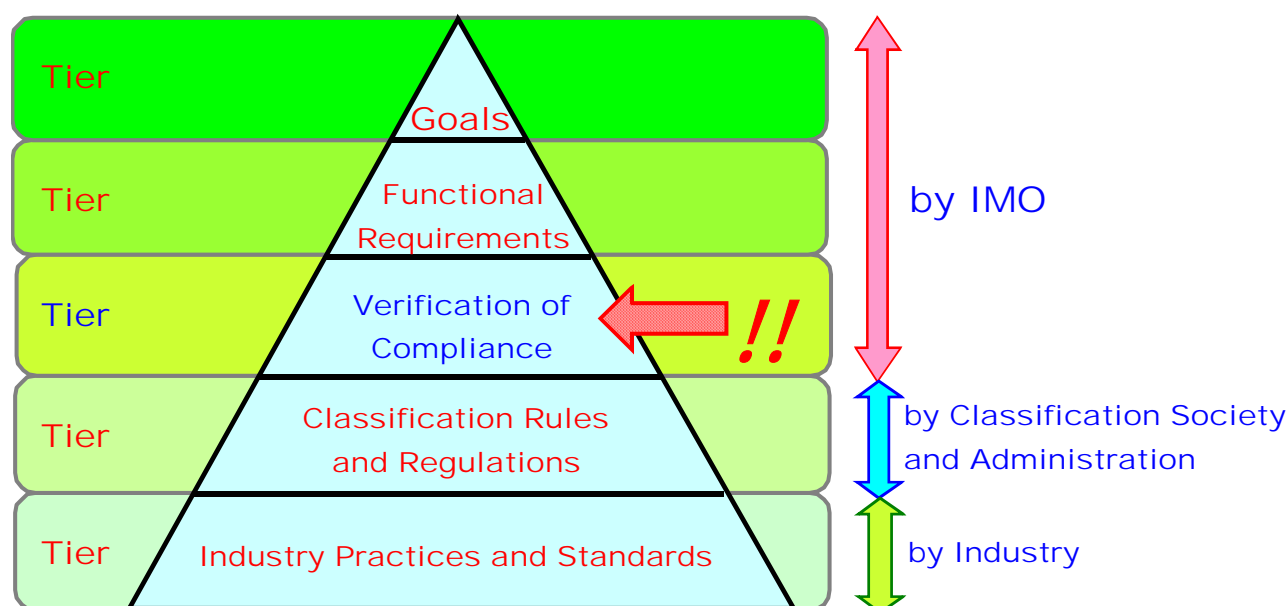 Tier
Goals
Tier
Functional
Requirements
by IMO
Tier
Verification of
Compliance
!!
Tier
Classification Rules
and Regulations
by Classification Society
and Administration
Tier
Industry Practices and Standards
by Industry